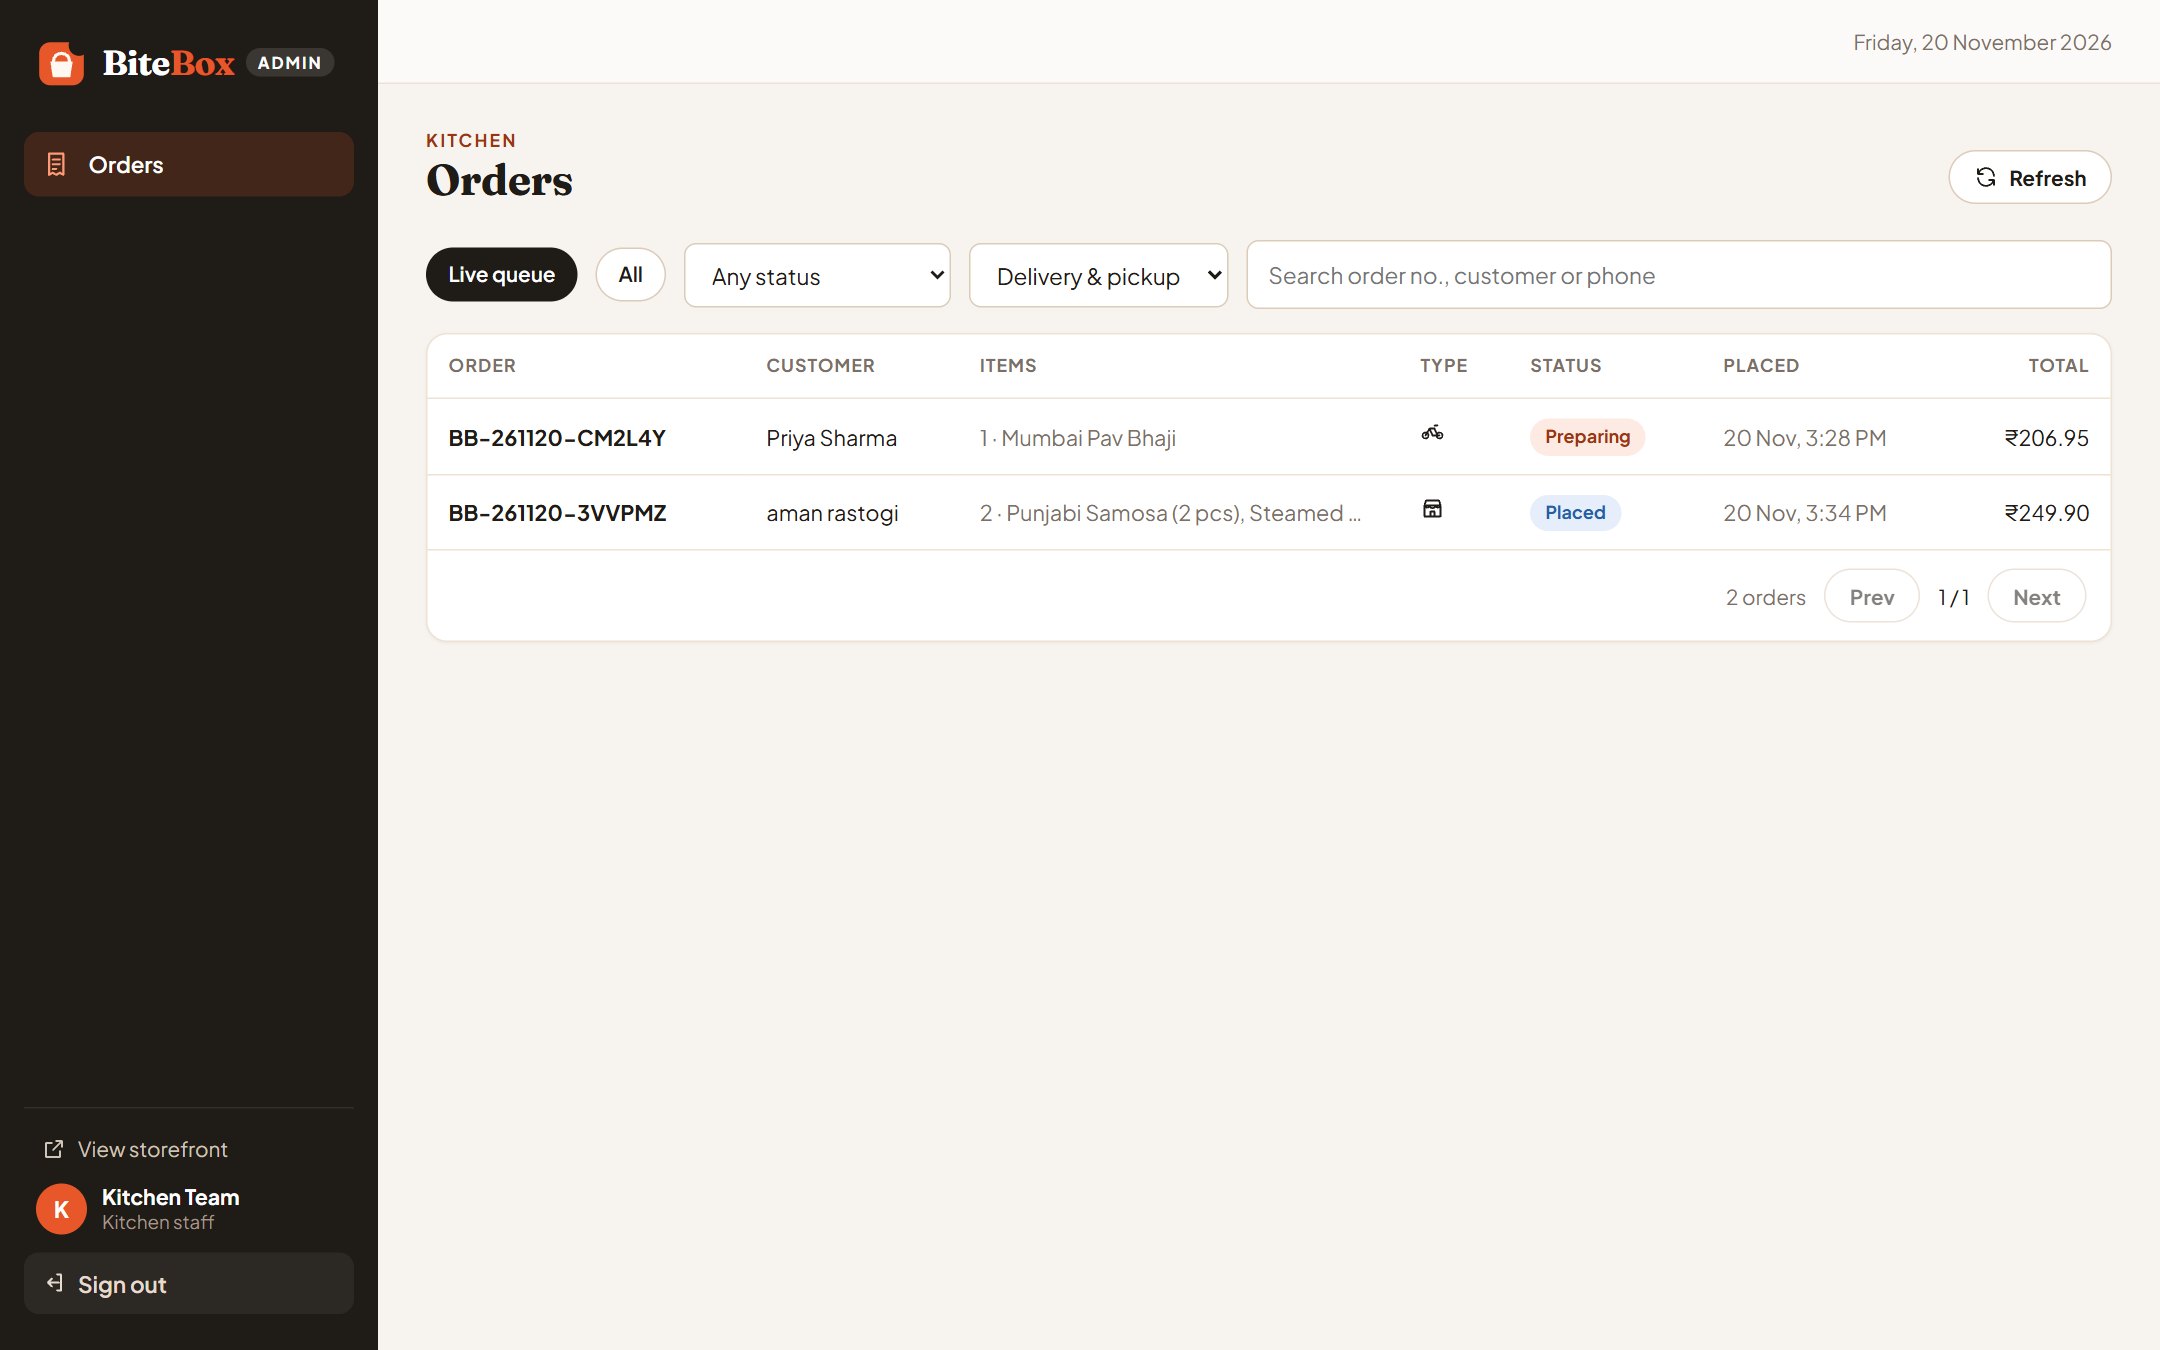 BiteBox ADMIN
Orders
View storefront
K
Kitchen Team
Kitchen staff
Sign out
Friday, 20 November 2026
KITCHEN
Orders
Refresh
Live queue All Any status Delivery & pickup Search order no., customer or phone
ORDER CUSTOMER ITEMS TYPE STATUS PLACED TOTAL
BB-261120-CM2L4Y Priya Sharma 1 · Mumbai Pav Bhaji Preparing 20 Nov, 3:28 PM ₹206.95
BB-261120-3VVPMZ aman rastogi 2 · Punjabi Samosa (2 pcs), Steamed ... Placed 20 Nov, 3:34 PM ₹249.90
2 orders Prev 1 / 1 Next